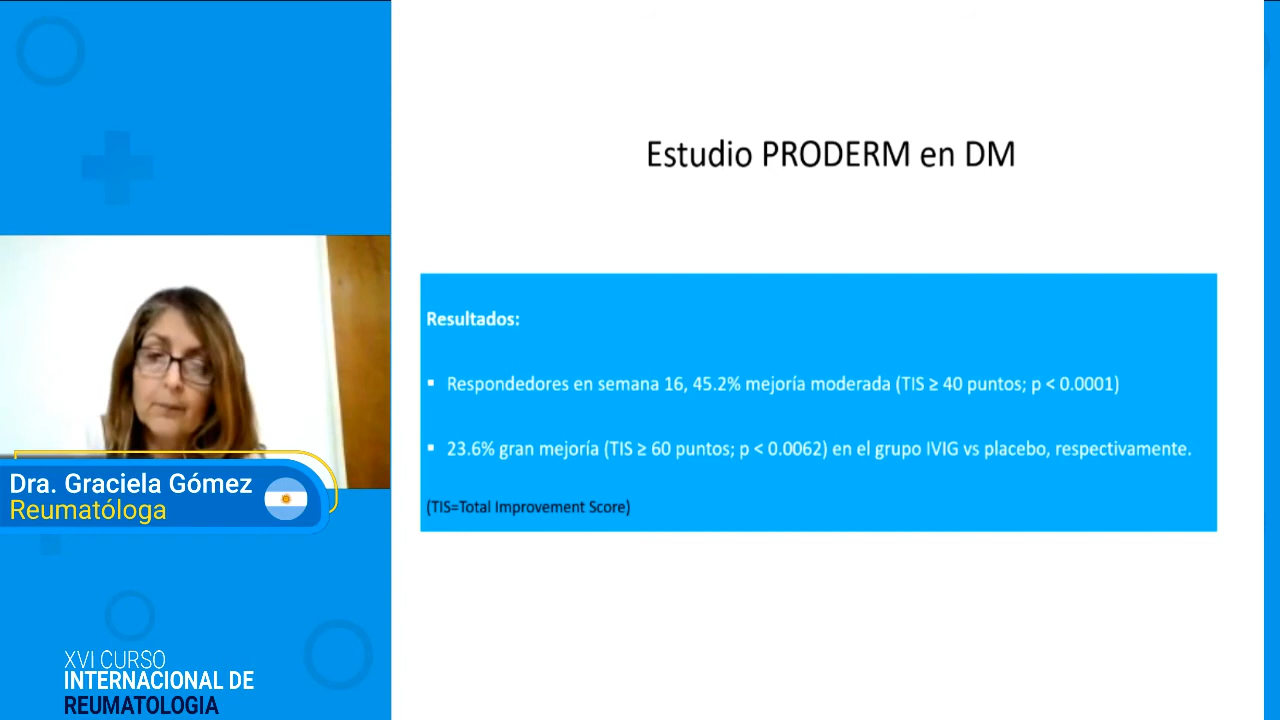 Estudio PRODERM en DM
Resultados:
▪ Respondedores en semana 16, 45.2% mejoría moderada (TIS ≥ 40 puntos; p < 0.0001)
▪ 23.6% gran mejoría (TIS ≥ 60 puntos; p < 0.0062) en el grupo IVIG vs placebo, respectivamente.
(TIS=Total Improvement Score)
Dra. Graciela Gómez
Reumatóloga
XVI CURSO
INTERNACIONAL DE
REUMATOLOGIA